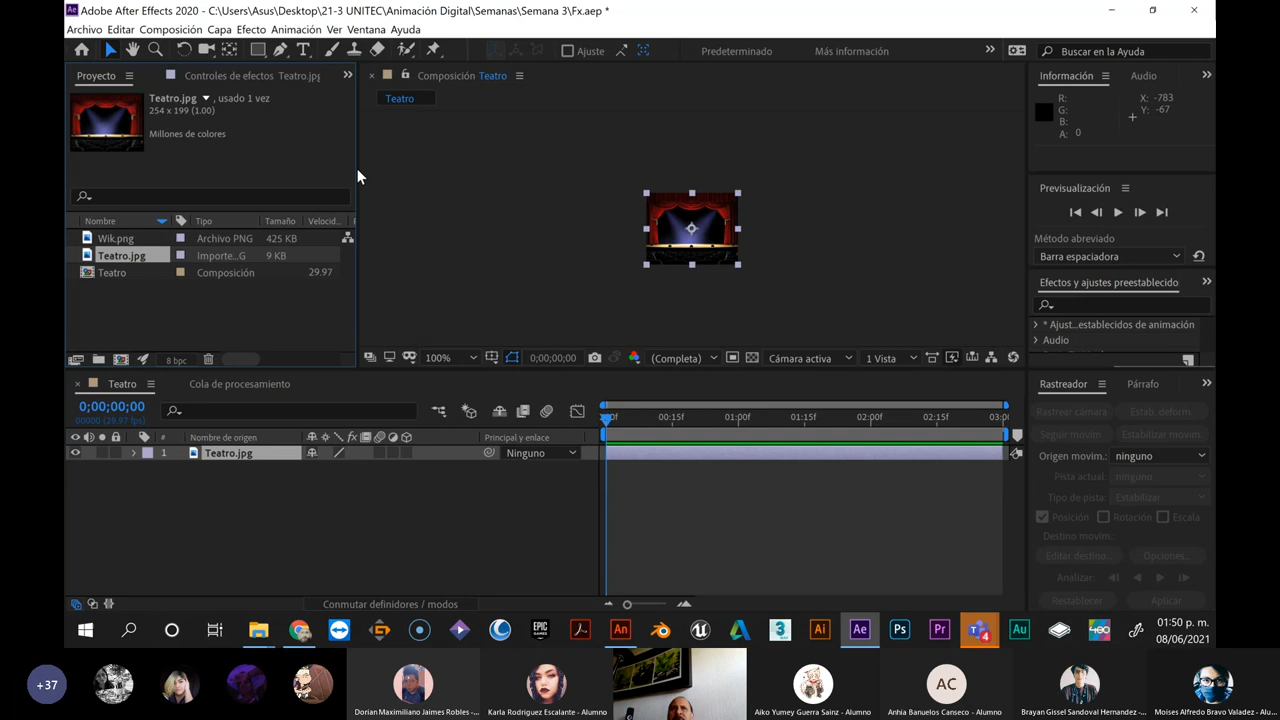 Adobe After Effects 2020 - C:\Users\Asus\Desktop\21-3 UNITEC\Animación Digital\Semanas\Semana 3\Fx.aep *
Archivo Editar Composición Capa Efecto Animación Ver Ventana Ayuda
Ajuste Predeterminado Más información Buscar en la Ayuda
Proyecto Controles de efectos Teatro.jpg
Teatro.jpg , usado 1 vez
254 x 199 (1.00)
Millones de colores
Nombre Tipo Tamaño Velocid...
Wik.png Archivo PNG 425 KB
Teatro.jpg Importe...G 9 KB
Teatro Composición 29.97
8 bpc
Composición Teatro
Teatro
100% 0;00;00;00 (Completa) Cámara activa 1 Vista
Información Audio
R: X: -783
G: Y: -67
B:
A: 0
Previsualización
Método abreviado
Barra espaciadora
Efectos y ajustes preestablecido
* Ajust...establecidos de animación
Audio
Teatro Cola de procesamiento
0;00;00;00
00000 (29.97 fps)
00:15f 01:00f 01:15f 02:00f 02:15f 03:0
# Nombre de origen Principal y enlace
1 Teatro.jpg Ninguno
Conmutar definidores / modos
Rastreador Párrafo
Rastrear cámara Estab. deform.
Seguir movim. Estabilizar movim.
Origen movim.: ninguno
Pista actual: ninguno
Tipo de pista: Estabilizar
Posición Rotación Escala
Destino movim.:
Editar destino... Opciones...
Analizar:
Restablecer Aplicar
01:50 p. m.
08/06/2021
+37
Dorian Maximiliano Jaimes Robles - ...
Karla Rodriguez Escalante - Alumno
Aiko Yumey Guerra Sainz - Alumno
AC
Anhia Banuelos Canseco - Alumno
Brayan Gissel Sandoval Hernandez - ...
Moises Alfredo Bravo Valadez - Alu...